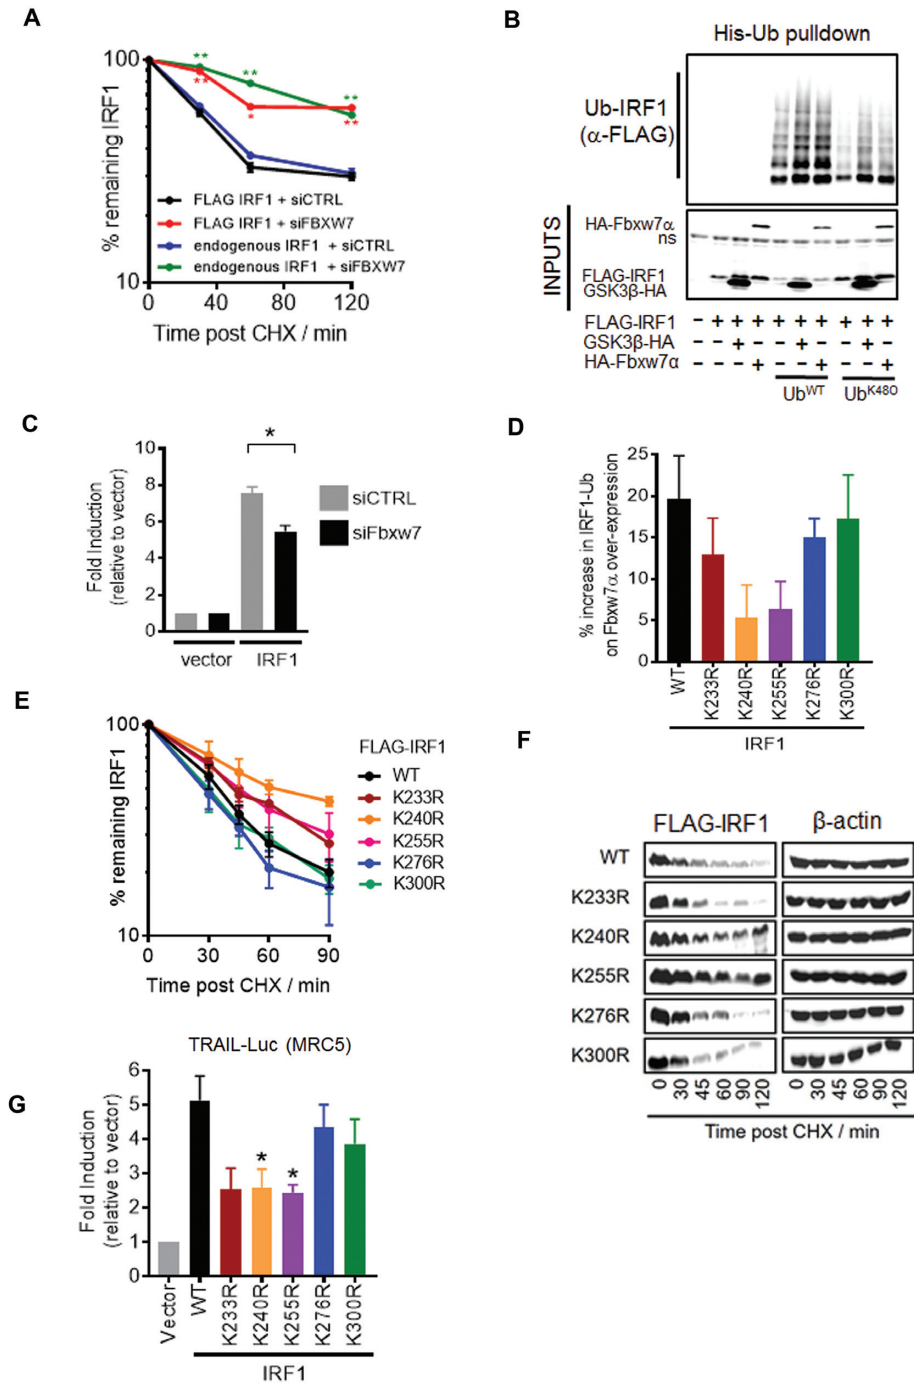 A
100
10
% remaining IRF1
** **
** * ** **
FLAG IRF1 + siCTRL
FLAG IRF1 + siFBXW7
endogenous IRF1 + siCTRL
endogenous IRF1 + siFBXW7
0 40 80 120
Time post CHX / min
B
His-Ub pulldown
Ub-IRF1
(α-FLAG)
INPUTS
HA-Fbxw7α
ns
FLAG-IRF1
GSK3β-HA
FLAG-IRF1 – + + + + + + + + +
GSK3β-HA – – + – – + – – + –
HA-Fbxw7α – – – + – – + – – +
UbWT UbK48O
C
10
8
6
4
2
0
Fold Induction
(relative to vector)
*
siCTRL
siFbxw7
vector IRF1
D
25
20
15
10
5
0
% increase in IRF1-Ub
on Fbxw7α over-expression
WT K233R K240R K255R K276R K300R
IRF1
E
100
10
% remaining IRF1
FLAG-IRF1
WT
K233R
K240R
K255R
K276R
K300R
0 30 60 90
Time post CHX / min
F
FLAG-IRF1 β-actin
WT
K233R
K240R
K255R
K276R
K300R
0 30 45 60 90 120 0 30 45 60 90 120
Time post CHX / min
G
TRAIL-Luc (MRC5)
6
5
4
3
2
1
0
Fold Induction
(relative to vector)
* *
Vector WT K233R K240R K255R K276R K300R
IRF1